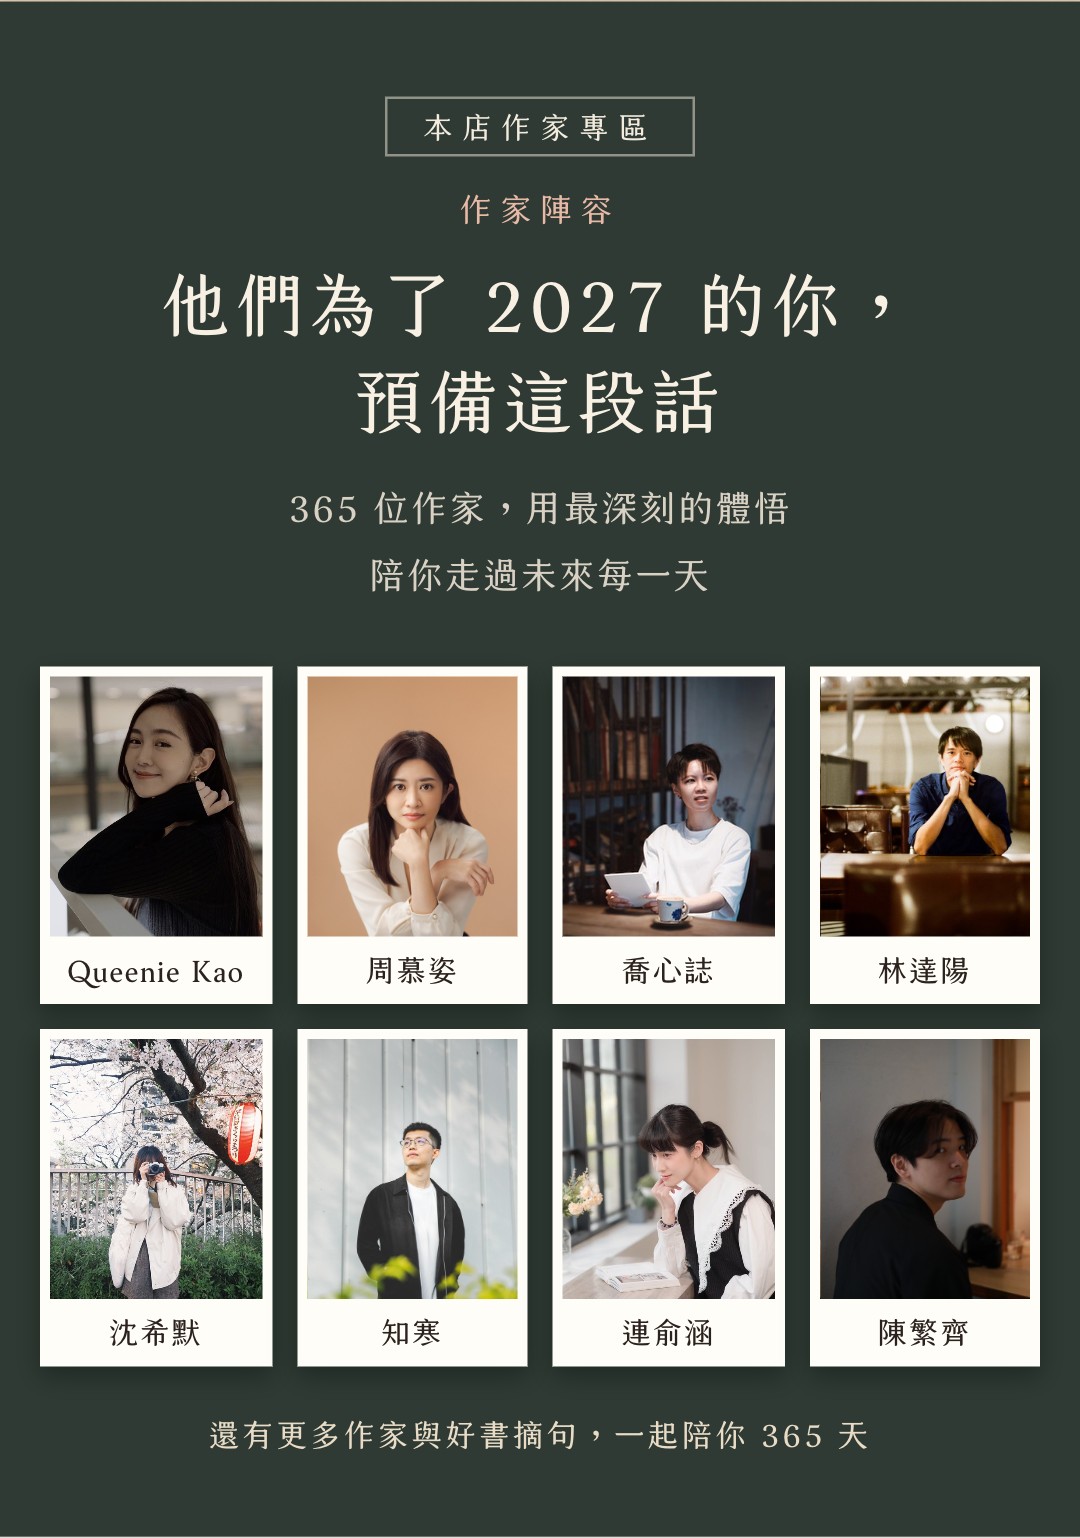 本店作家專區
作家陣容
他們為了 2027 的你，
預備這段話
365 位作家，用最深刻的體悟
陪你走過未來每一天
Queenie Kao
周慕姿
喬心誌
林達陽
沈希默
知寒
連俞涵
陳繁齊
還有更多作家與好書摘句，一起陪你 365 天